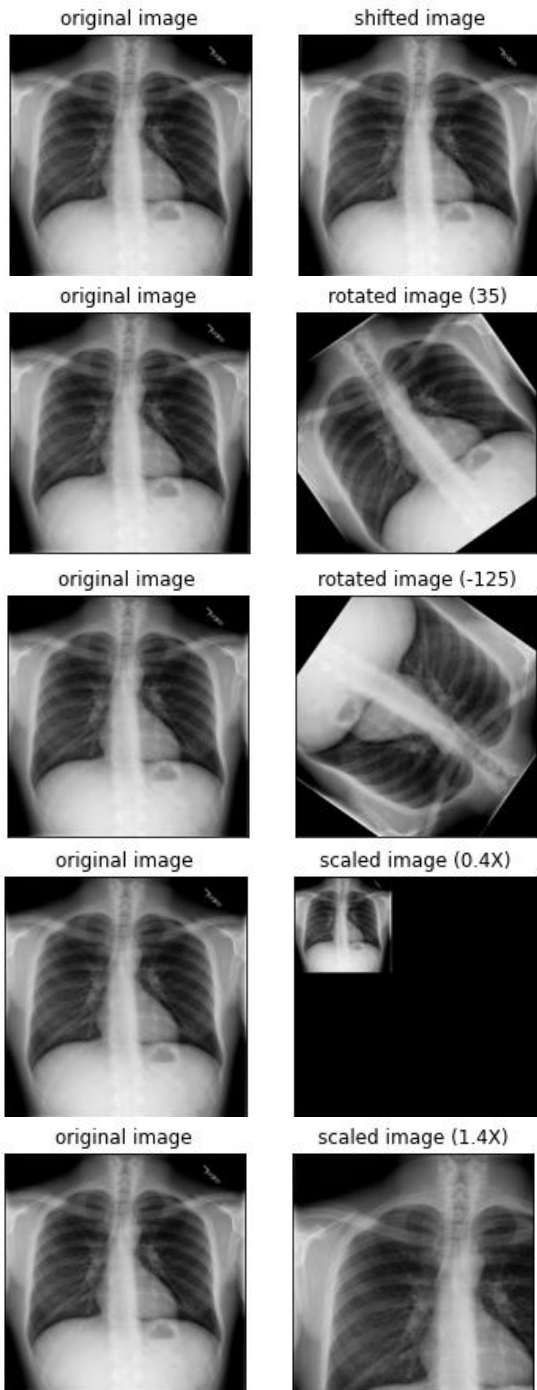 original image shifted image
original image rotated image (35)
original image rotated image (-125)
original image scaled image (0.4X)
original image scaled image (1.4X)